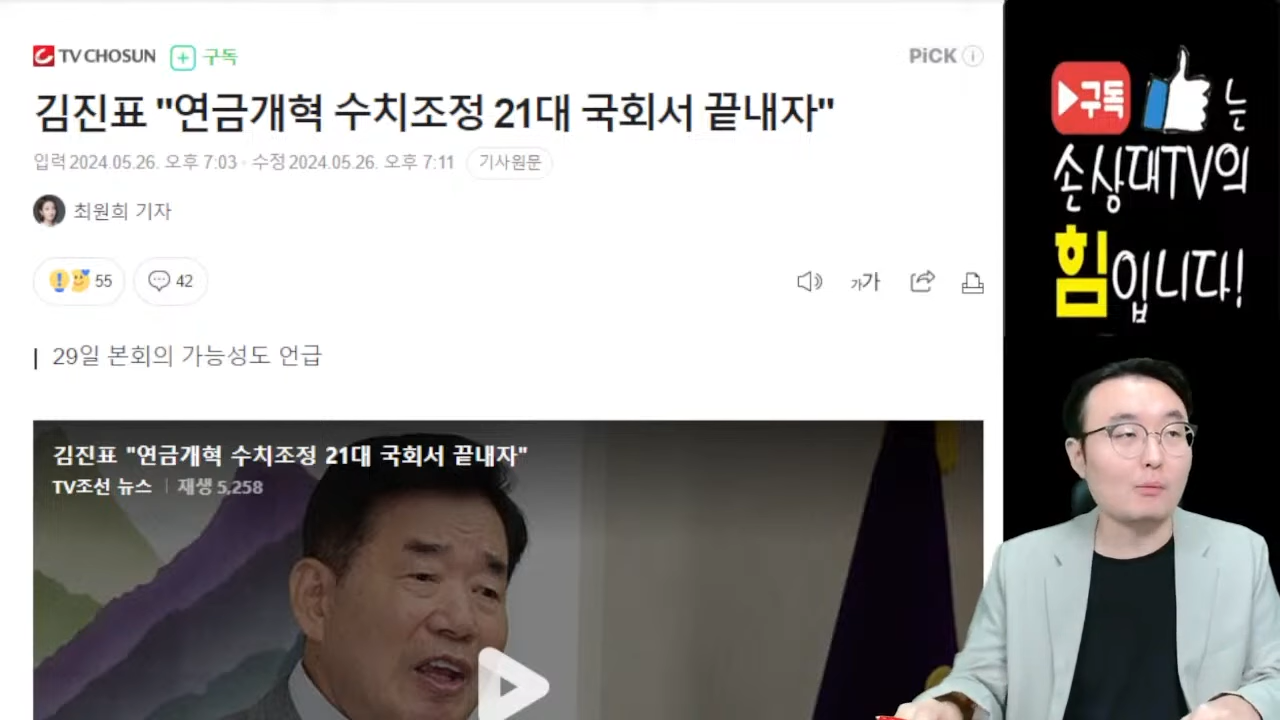 TV CHOSUN 구독
PiCK
김진표 "연금개혁 수치조정 21대 국회서 끝내자"
입력 2024.05.26. 오후 7:03 · 수정 2024.05.26. 오후 7:11 기사원문
최원희 기자
55 42
가가
29일 본회의 가능성도 언급
김진표 "연금개혁 수치조정 21대 국회서 끝내자"
TV조선 뉴스 | 재생 5,258
구독 는
손상대TV의
힘입니다!